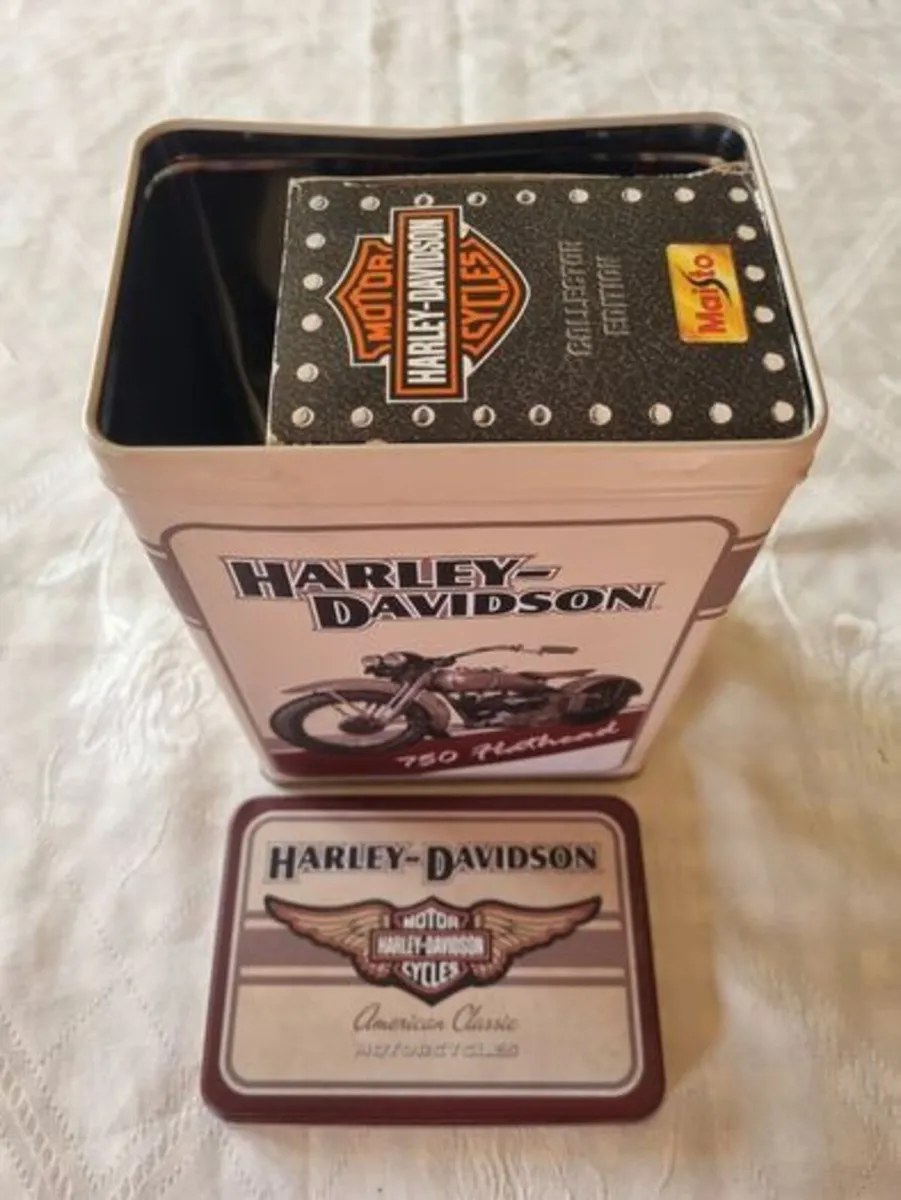 MOTOR
HARLEY-DAVIDSON
CYCLES
COLLECTOR
EDITION
Maisto
HARLEY-
DAVIDSON
750 Flathead
HARLEY-DAVIDSON
MOTOR
HARLEY-DAVIDSON
CYCLES
American Classic
MOTORCYCLES